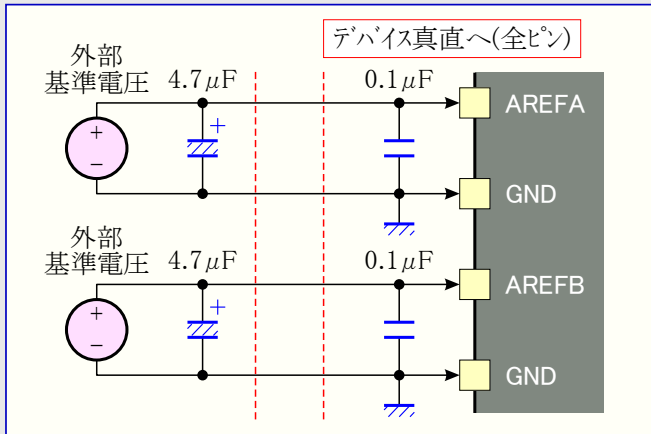 デバイス真直へ(全ピン)
外部
基準電圧
4.7μF
0.1μF
AREFA
GND
外部
基準電圧
4.7μF
0.1μF
AREFB
GND